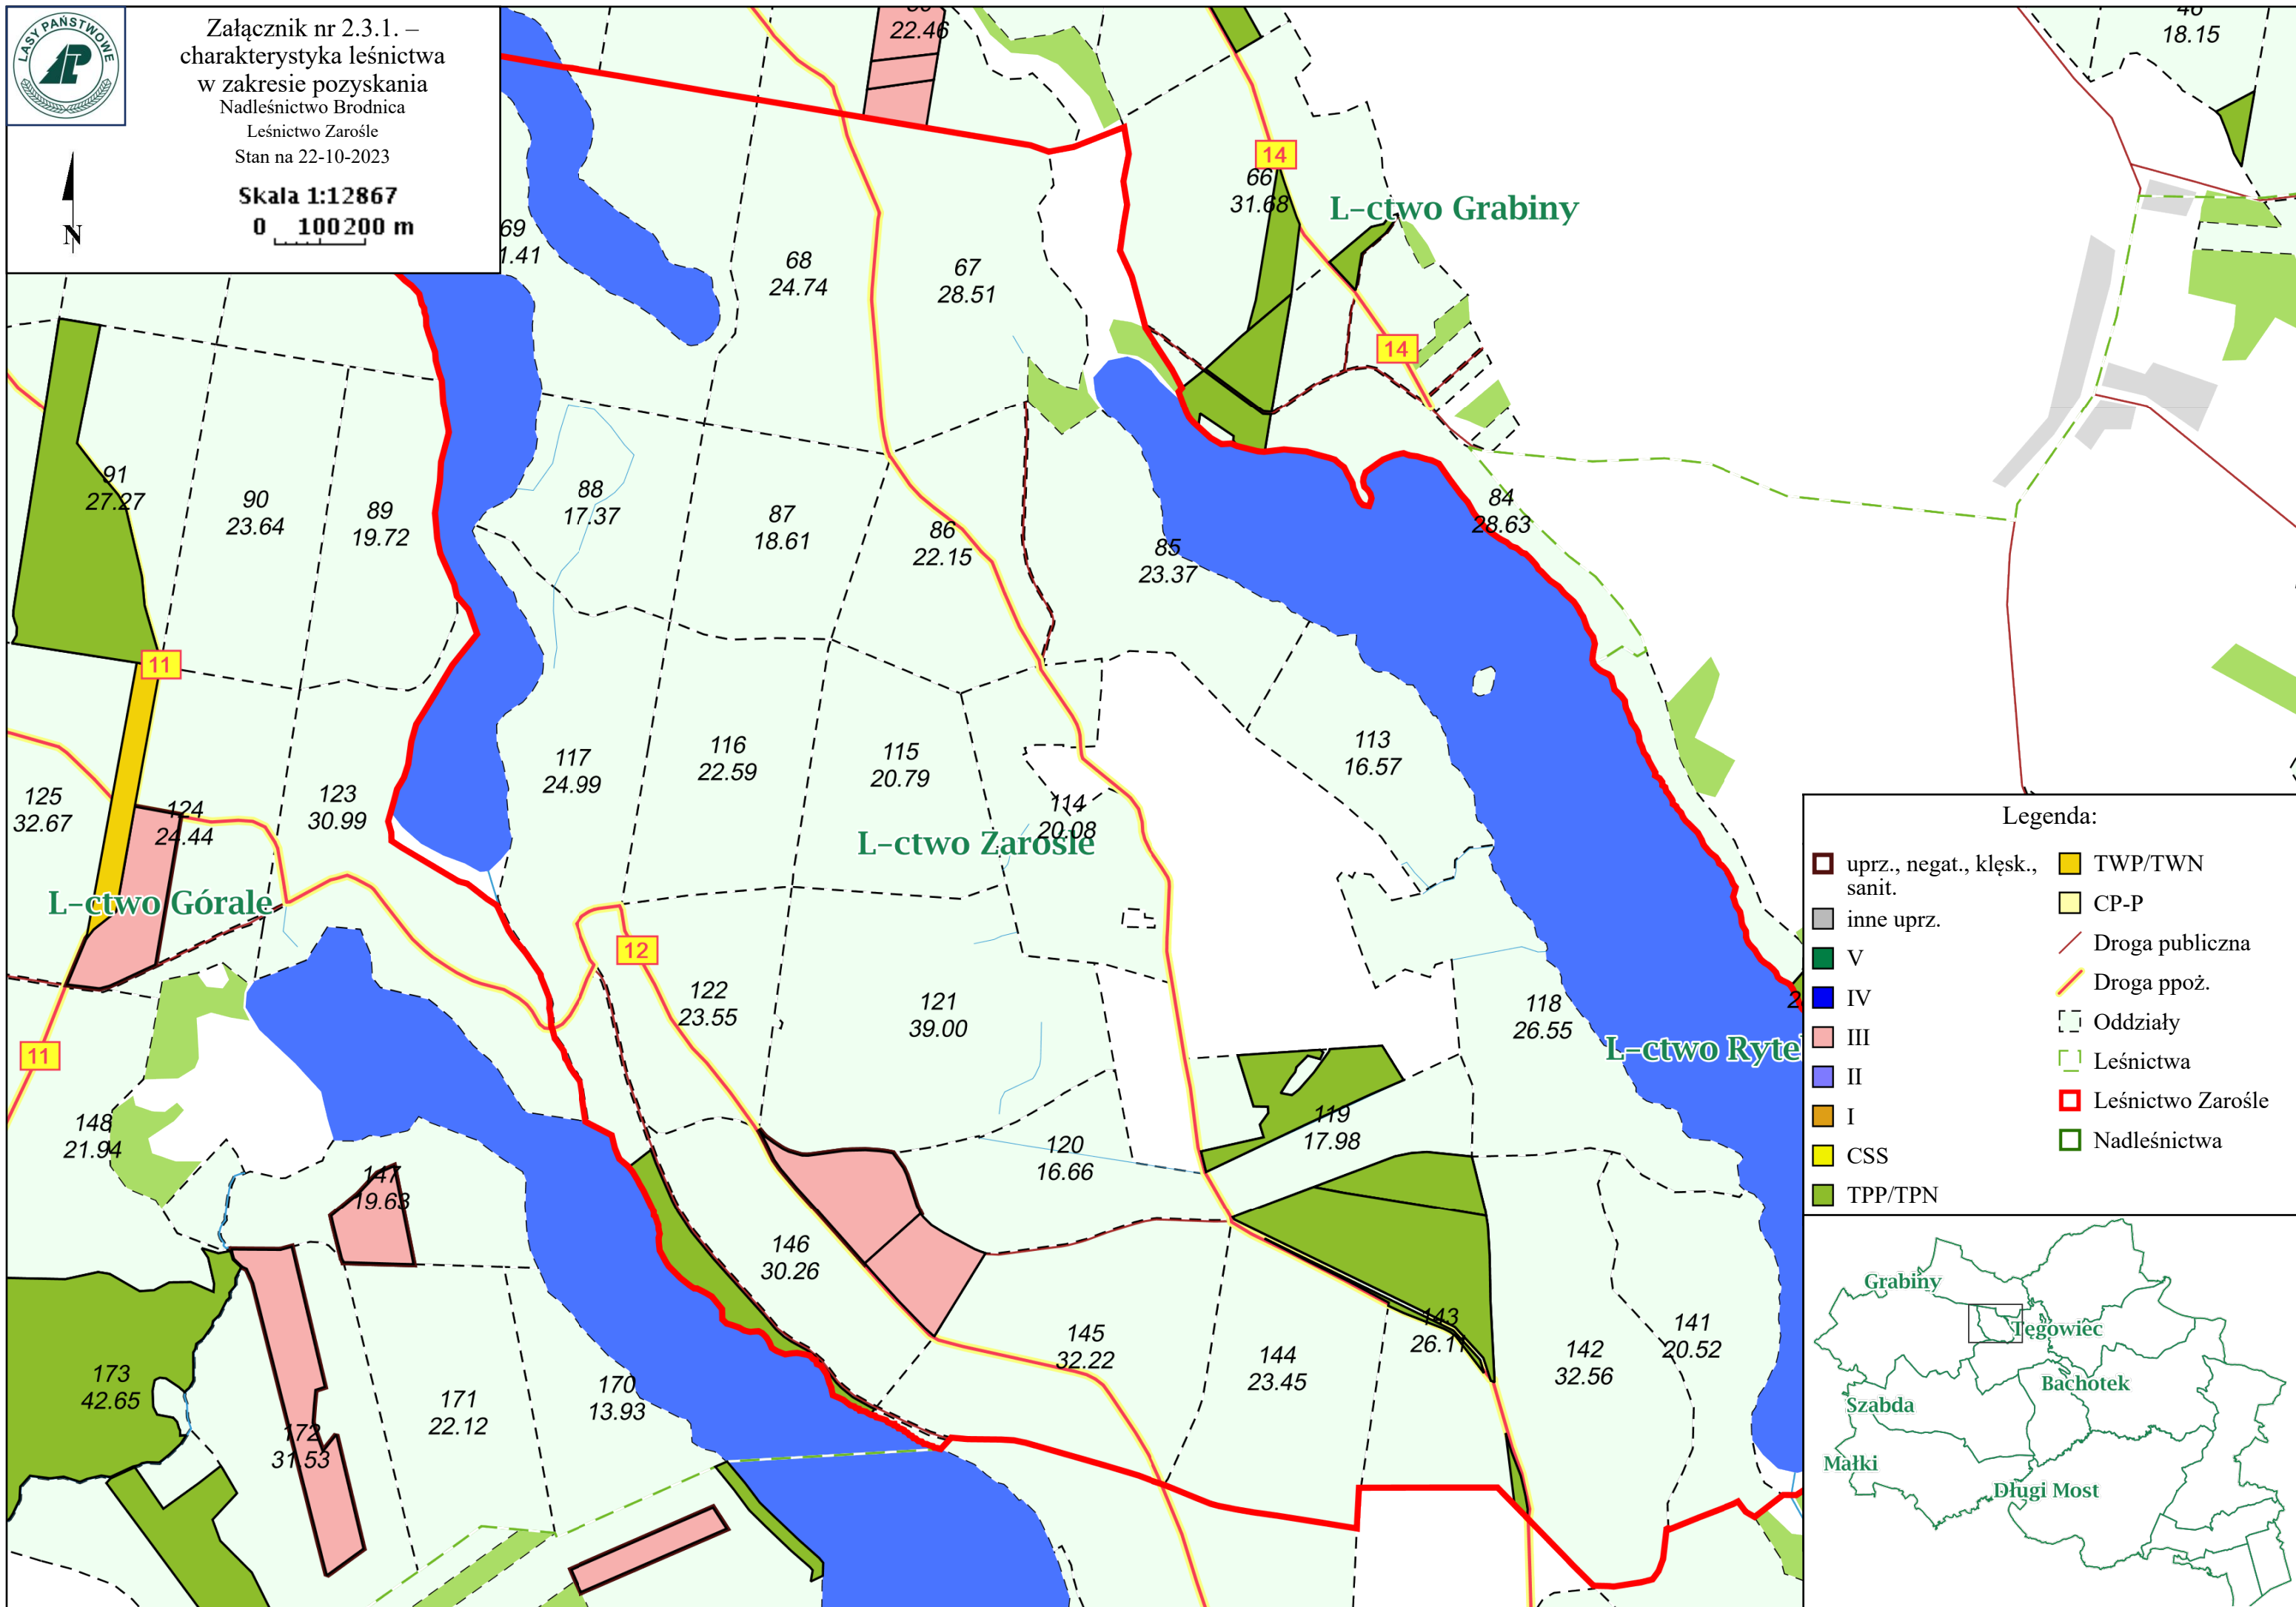 LASY PAŃSTWOWE
Załącznik nr 2.3.1. –
charakterystyka leśnictwa
w zakresie pozyskania
Nadleśnictwo Brodnica
Leśnictwo Zarośle
Stan na 22-10-2023
Skala 1:12867
0 100200 m
N
22.46
18.15
14
66
31.68
L-ctwo Grabiny
69
1.41
68
24.74
67
28.51
14
91
27.27
90
23.64
89
19.72
88
17.37
87
18.61
86
22.15
85
23.37
84
28.63
11
125
32.67
124
24.44
123
30.99
117
24.99
116
22.59
115
20.79
114
20.08
113
16.57
L-ctwo Zarośle
L-ctwo Górale
12
122
23.55
121
39.00
118
26.55
L-ctwo Ryte
11
148
21.94
147
19.63
120
16.66
119
17.98
146
30.26
145
32.22
144
23.45
143
26.11
142
32.56
141
20.52
173
42.65
172
31.53
171
22.12
170
13.93
Legenda:
uprz., negat., klęsk.,
sanit.
inne uprz.
V
IV
III
II
I
CSS
TPP/TPN
TWP/TWN
CP-P
Droga publiczna
Droga ppoż.
Oddziały
Leśnictwa
Leśnictwo Zarośle
Nadleśnictwa
Grabiny
Tęgowiec
Bachotek
Szabda
Małki
Długi Most